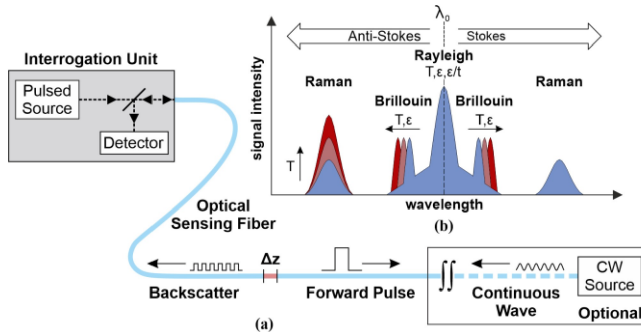 Interrogation Unit
Pulsed
Source
Detector
Optical
Sensing Fiber
λ₀
Anti-Stokes
Stokes
Rayleigh
T,ε,ε/t
Raman
Raman
Brillouin
Brillouin
T,ε
T,ε
T
signal intensity
wavelength
(b)
Δz
Backscatter
Forward Pulse
∫∫
Continuous
Wave
CW
Source
Optional
(a)